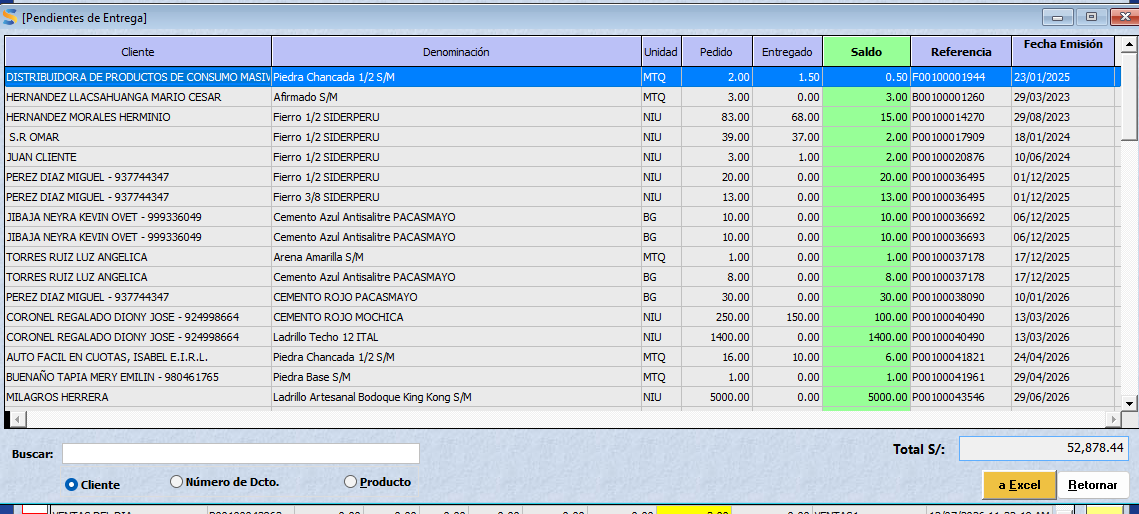 [Pendientes de Entrega]
Cliente Denominación Unidad Pedido Entregado Saldo Referencia Fecha Emisión
DISTRIBUIDORA DE PRODUCTOS DE CONSUMO MASIV Piedra Chancada 1/2 S/M MTQ 2.00 1.50 0.50 F00100001944 23/01/2025
HERNANDEZ LLACSAHUANGA MARIO CESAR Afirmado S/M MTQ 3.00 0.00 3.00 B00100001260 29/03/2023
HERNANDEZ MORALES HERMINIO Fierro 1/2 SIDERPERU NIU 83.00 68.00 15.00 P00100014270 29/08/2023
S.R OMAR Fierro 1/2 SIDERPERU NIU 39.00 37.00 2.00 P00100017909 18/01/2024
JUAN CLIENTE Fierro 1/2 SIDERPERU NIU 3.00 1.00 2.00 P00100020876 10/06/2024
PEREZ DIAZ MIGUEL - 937744347 Fierro 1/2 SIDERPERU NIU 20.00 0.00 20.00 P00100036495 01/12/2025
PEREZ DIAZ MIGUEL - 937744347 Fierro 3/8 SIDERPERU NIU 13.00 0.00 13.00 P00100036495 01/12/2025
JIBAJA NEYRA KEVIN OVET - 999336049 Cemento Azul Antisalitre PACASMAYO BG 10.00 0.00 10.00 P00100036692 06/12/2025
JIBAJA NEYRA KEVIN OVET - 999336049 Cemento Azul Antisalitre PACASMAYO BG 10.00 0.00 10.00 P00100036693 06/12/2025
TORRES RUIZ LUZ ANGELICA Arena Amarilla S/M MTQ 1.00 0.00 1.00 P00100037178 17/12/2025
TORRES RUIZ LUZ ANGELICA Cemento Azul Antisalitre PACASMAYO BG 8.00 0.00 8.00 P00100037178 17/12/2025
PEREZ DIAZ MIGUEL - 937744347 CEMENTO ROJO PACASMAYO BG 30.00 0.00 30.00 P00100038090 10/01/2026
CORONEL REGALADO DIONY JOSE - 924998664 CEMENTO ROJO MOCHICA NIU 250.00 150.00 100.00 P00100040490 13/03/2026
CORONEL REGALADO DIONY JOSE - 924998664 Ladrillo Techo 12 ITAL NIU 1400.00 0.00 1400.00 P00100040490 13/03/2026
AUTO FACIL EN CUOTAS, ISABEL E.I.R.L. Piedra Chancada 1/2 S/M MTQ 16.00 10.00 6.00 P00100041821 24/04/2026
BUENAÑO TAPIA MERY EMILIN - 980461765 Piedra Base S/M MTQ 1.00 0.00 1.00 P00100041961 29/04/2026
MILAGROS HERRERA Ladrillo Artesanal Bodoque King Kong S/M NIU 5000.00 0.00 5000.00 P00100043546 29/06/2026
Total S/: 52,878.44
Buscar:
Cliente Número de Dcto. Producto
a Excel Retornar